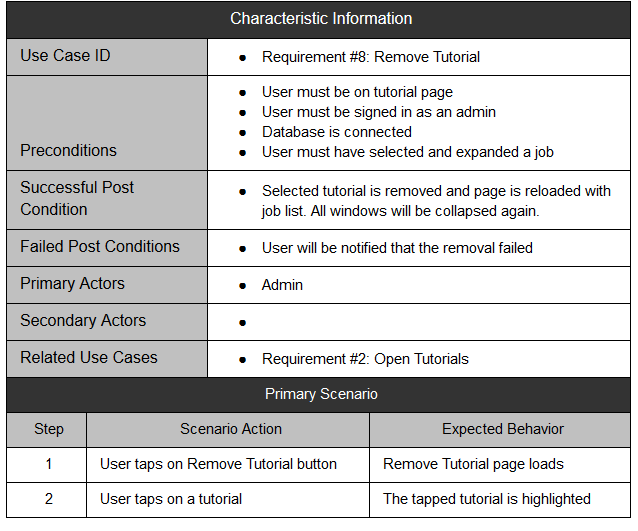 Characteristic Information
Use Case ID
● Requirement #8: Remove Tutorial
Preconditions
● User must be on tutorial page
● User must be signed in as an admin
● Database is connected
● User must have selected and expanded a job
Successful Post
Condition
● Selected tutorial is removed and page is reloaded with
job list. All windows will be collapsed again.
Failed Post Conditions
● User will be notified that the removal failed
Primary Actors
● Admin
Secondary Actors
●
Related Use Cases
● Requirement #2: Open Tutorials
Primary Scenario
Step Scenario Action Expected Behavior
1 User taps on Remove Tutorial button Remove Tutorial page loads
2 User taps on a tutorial The tapped tutorial is highlighted